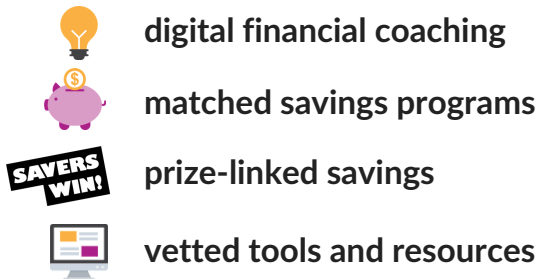 digital financial coaching
$
matched savings programs
SAVERS
WIN!
prize-linked savings
vetted tools and resources